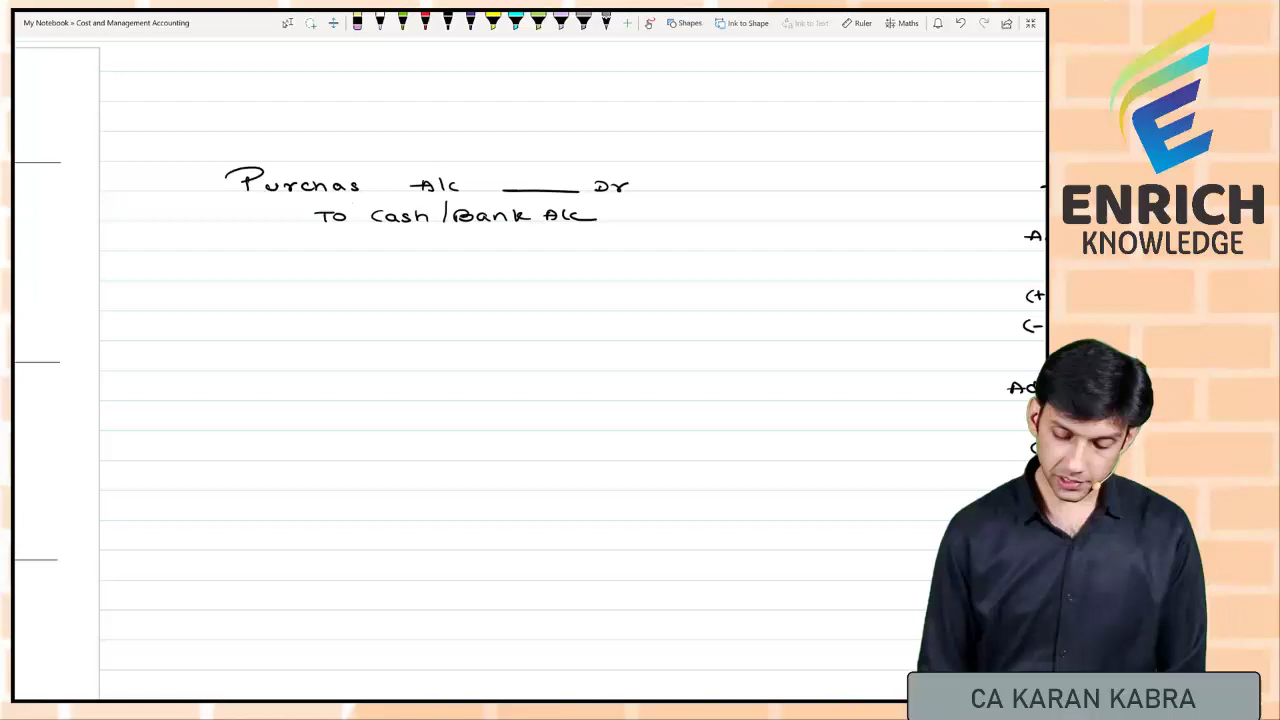 My Notebook » Cost and Management Accounting
Shapes
Ink to Shape
Ink to Text
Ruler
Maths
Purchas A/c ——— Dr
To Cash/Bank A/c
A
(+
(-
Ad
ENRICH
KNOWLEDGE
CA KARAN KABRA